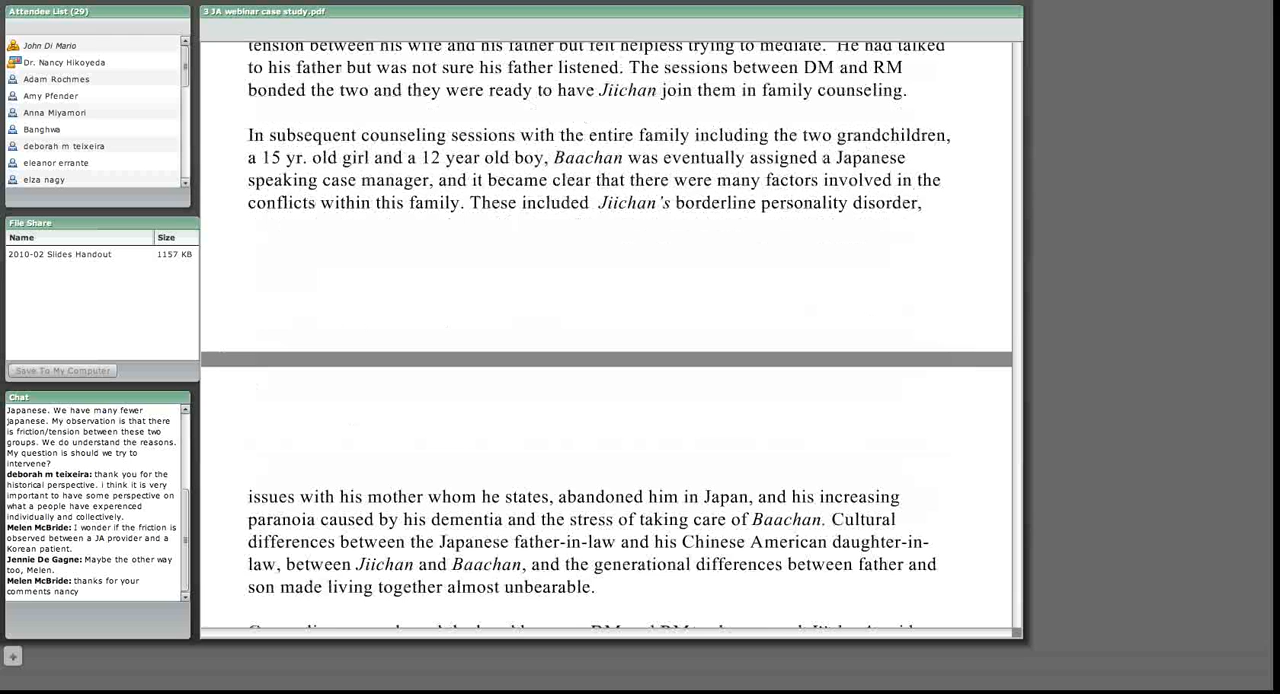 Attendee List (29)
John Di Mario
Dr. Nancy Hikoyeda
Adam Rochmes
Amy Pfender
Anna Miyamori
Banghwa
deborah m teixeira
eleanor errante
elza nagy
File Share
Name Size
2010-02 Slides Handout 1157 KB
Save To My Computer
Chat
Japanese. We have many fewer
japanese. My observation is that there
is friction/tension between these two
groups. We do understand the reasons.
My question is should we try to
intervene?
deborah m teixeira: thank you for the
historical perspective. i think it is very
important to have some perspective on
what a people have experienced
individually and collectively.
Melen McBride: I wonder if the friction is
observed between a JA provider and a
Korean patient.
Jennie De Gagne: Maybe the other way
too, Melen.
Melen McBride: thanks for your
comments nancy
3 JA webinar case study.pdf
tension between his wife and his father but felt helpless trying to mediate. He had talked
to his father but was not sure his father listened. The sessions between DM and RM
bonded the two and they were ready to have Jiichan join them in family counseling.
In subsequent counseling sessions with the entire family including the two grandchildren,
a 15 yr. old girl and a 12 year old boy, Baachan was eventually assigned a Japanese
speaking case manager, and it became clear that there were many factors involved in the
conflicts within this family. These included Jiichan's borderline personality disorder,
issues with his mother whom he states, abandoned him in Japan, and his increasing
paranoia caused by his dementia and the stress of taking care of Baachan. Cultural
differences between the Japanese father-in-law and his Chinese American daughter-in-
law, between Jiichan and Baachan, and the generational differences between father and
son made living together almost unbearable.